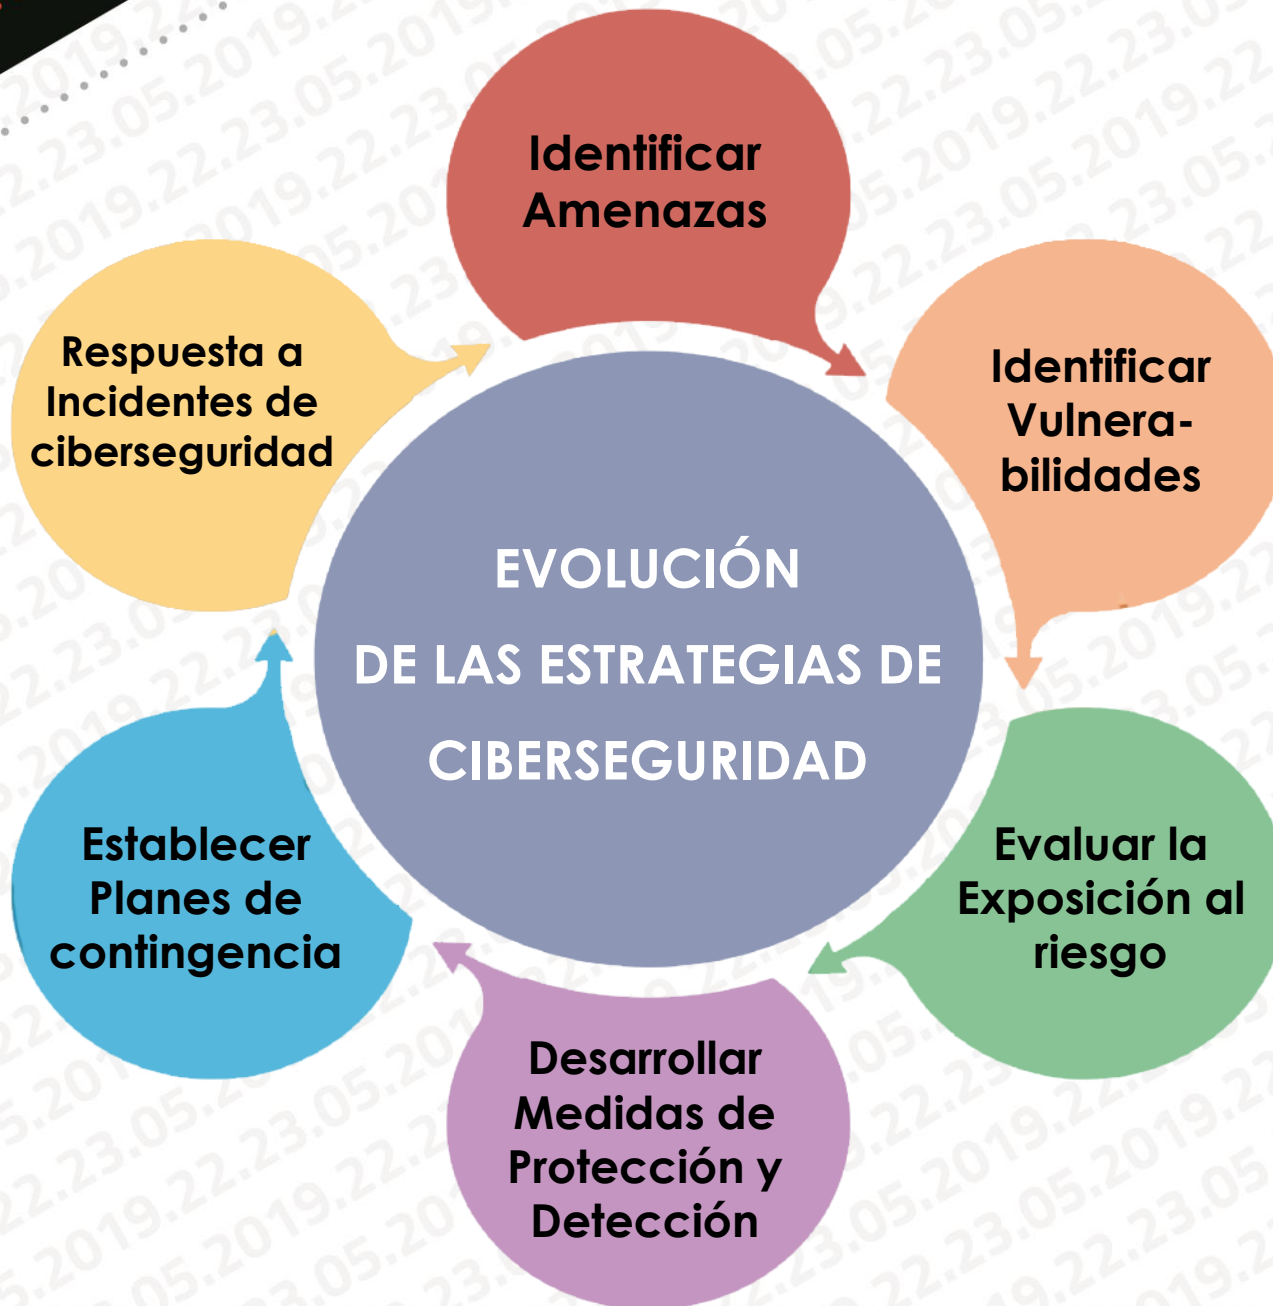 Identificar
Amenazas
Identificar
Vulnera-
bilidades
Evaluar la
Exposición al
riesgo
Desarrollar
Medidas de
Protección y
Detección
Establecer
Planes de
contingencia
Respuesta a
Incidentes de
ciberseguridad
EVOLUCIÓN
DE LAS ESTRATEGIAS DE
CIBERSEGURIDAD